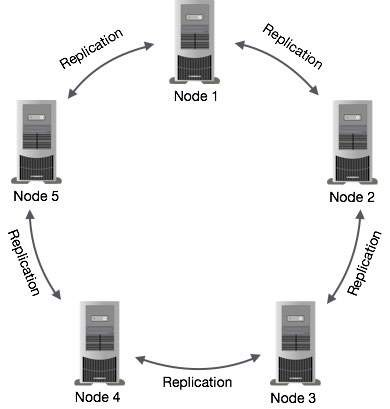 Replication
Replication
Node 1
Node 5
Node 2
Replication
Replication
Node 4
Replication
Node 3